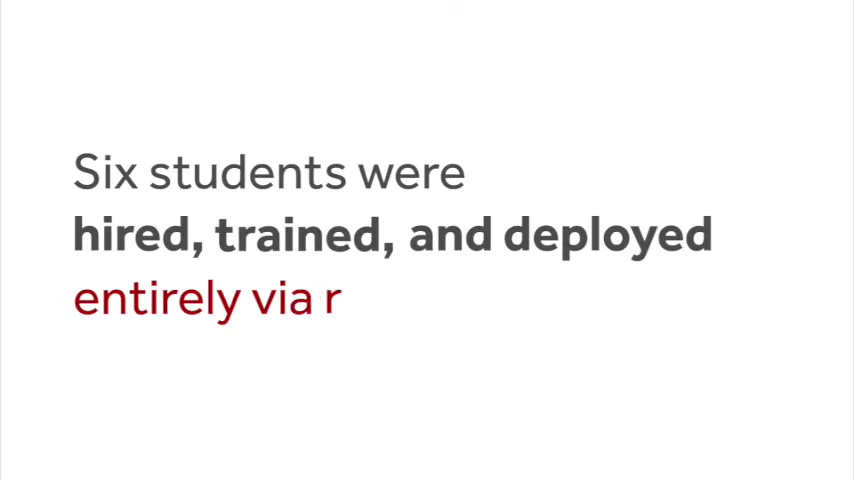 Six students were
hired, trained, and deployed
entirely via r